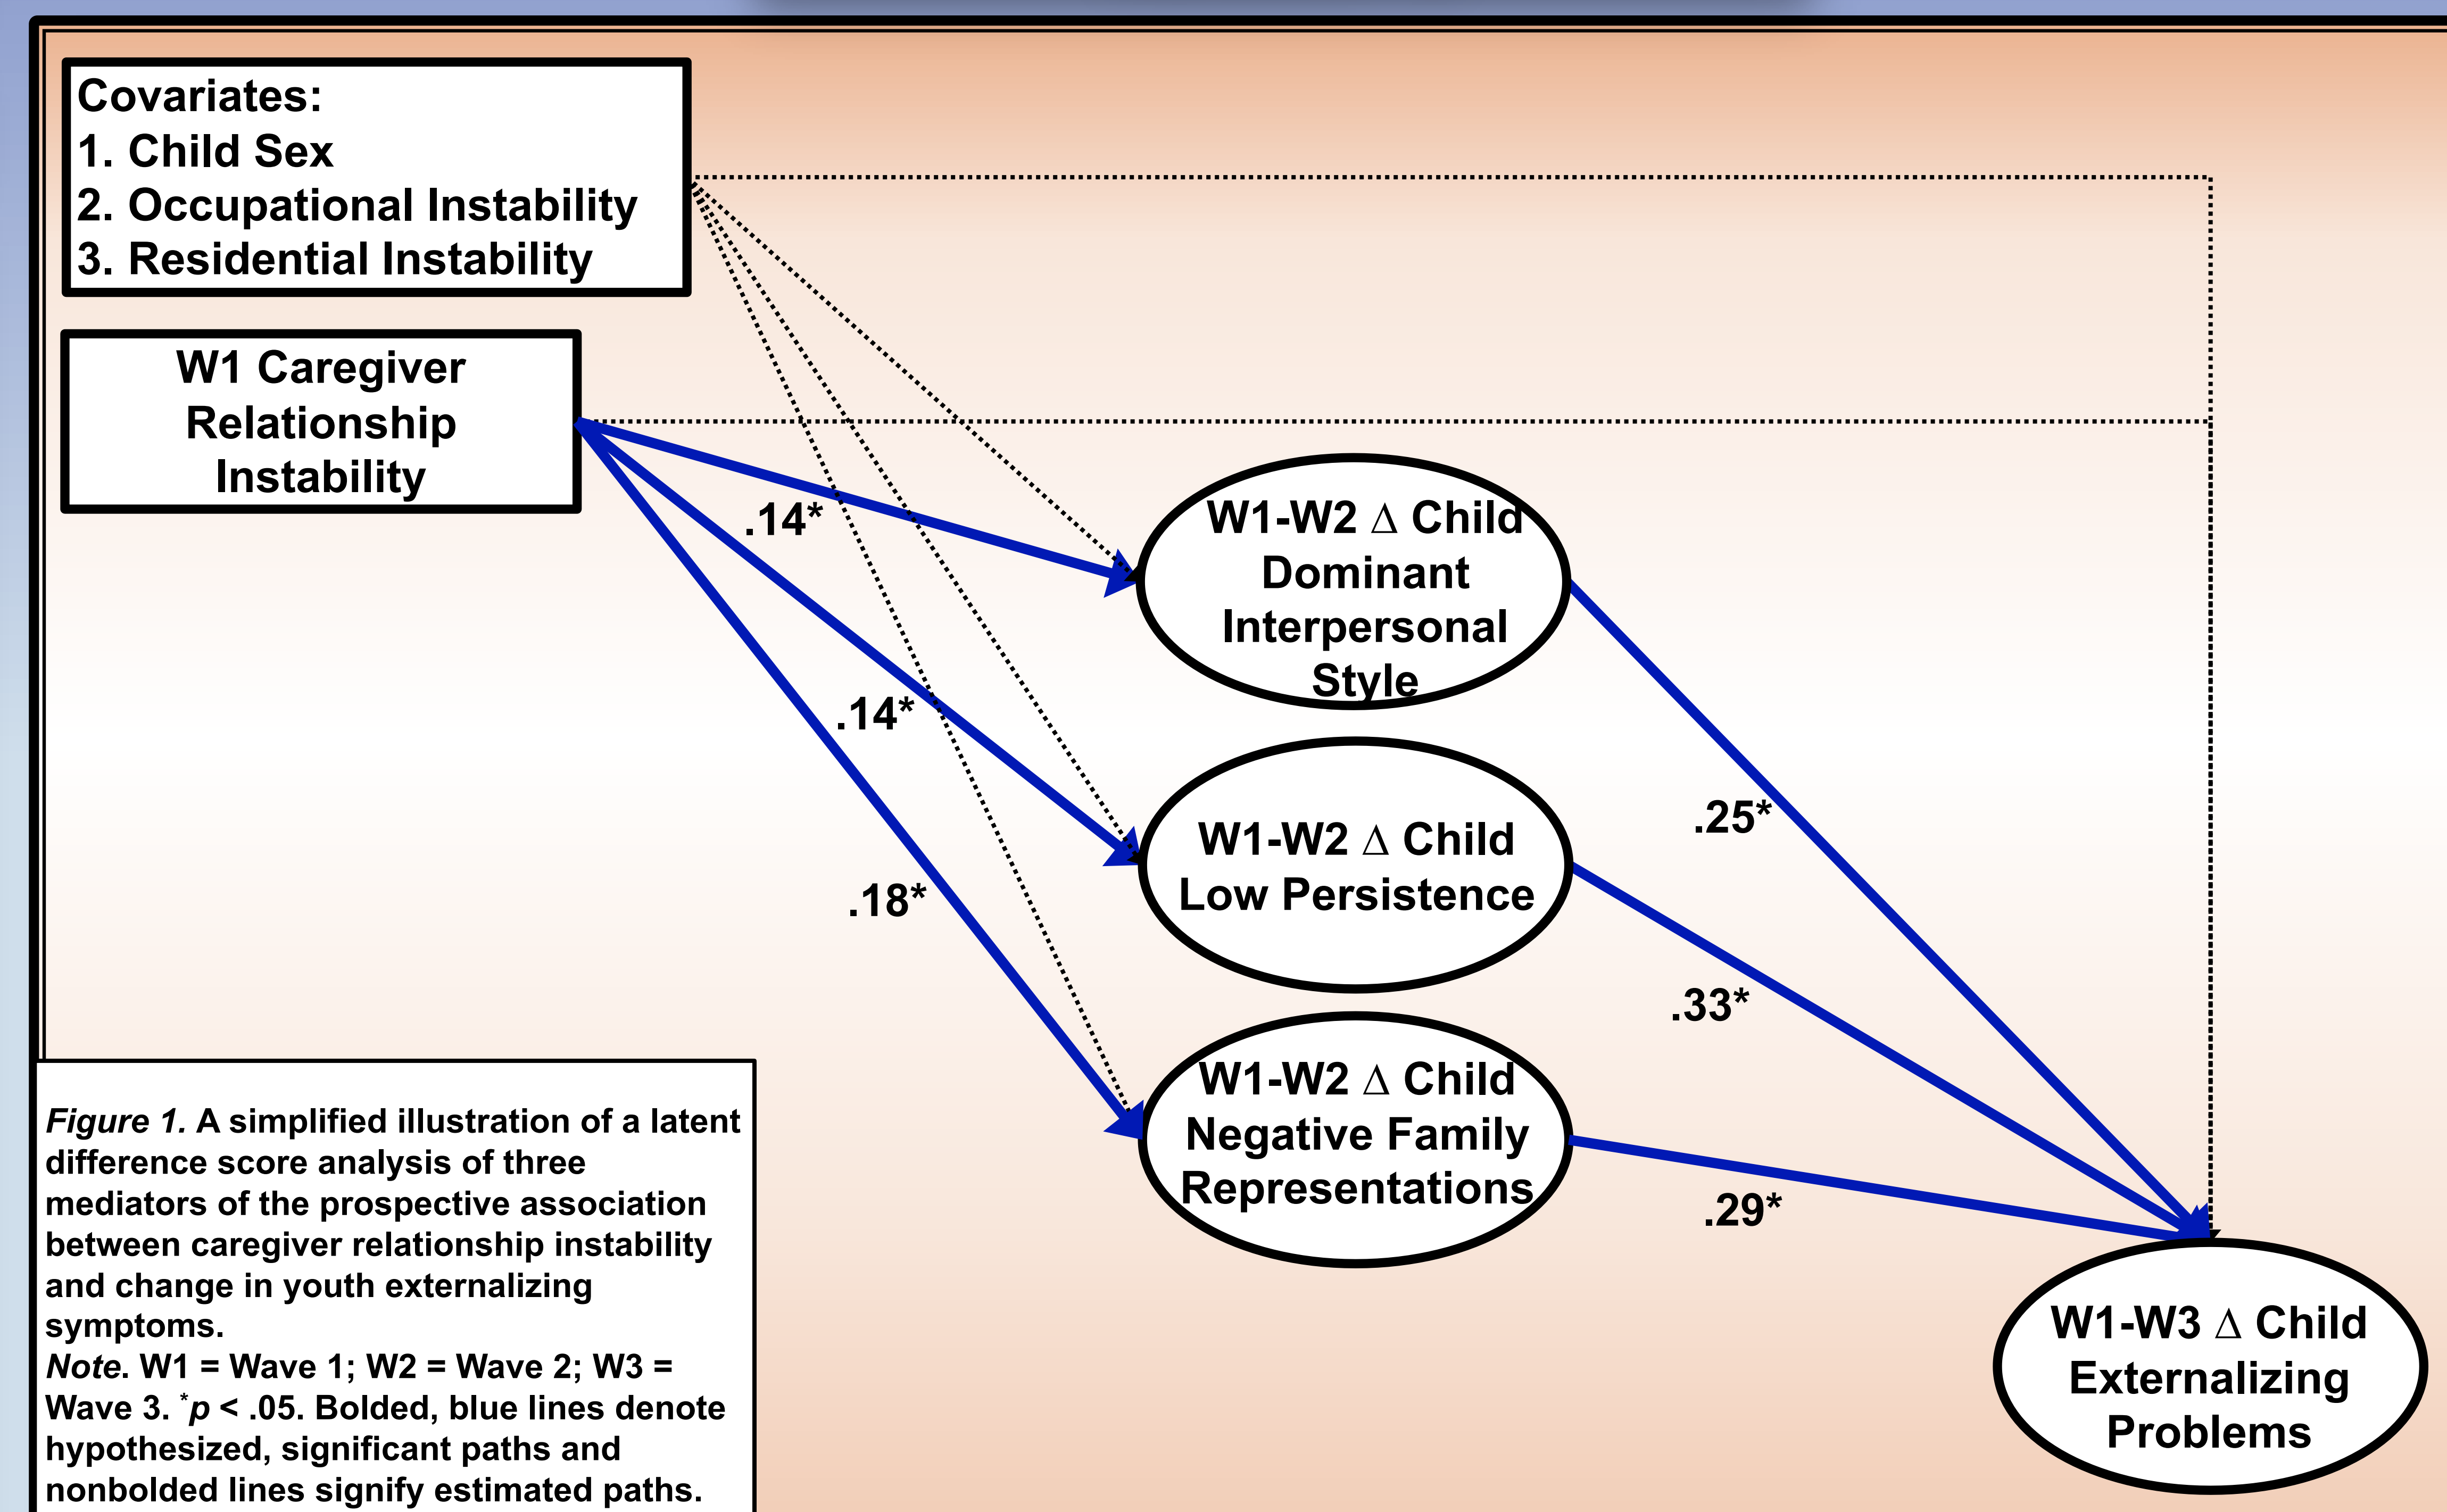 Covariates:
1. Child Sex
2. Occupational Instability
3. Residential Instability
W1 Caregiver
Relationship
Instability
.14*
.14*
.18*
W1-W2 Δ Child
Dominant
Interpersonal
Style
W1-W2 Δ Child
Low Persistence
W1-W2 Δ Child
Negative Family
Representations
.25*
.33*
.29*
W1-W3 Δ Child
Externalizing
Problems
Figure 1. A simplified illustration of a latent
difference score analysis of three
mediators of the prospective association
between caregiver relationship instability
and change in youth externalizing
symptoms.
Note. W1 = Wave 1; W2 = Wave 2; W3 =
Wave 3. *p < .05. Bolded, blue lines denote
hypothesized, significant paths and
nonbolded lines signify estimated paths.